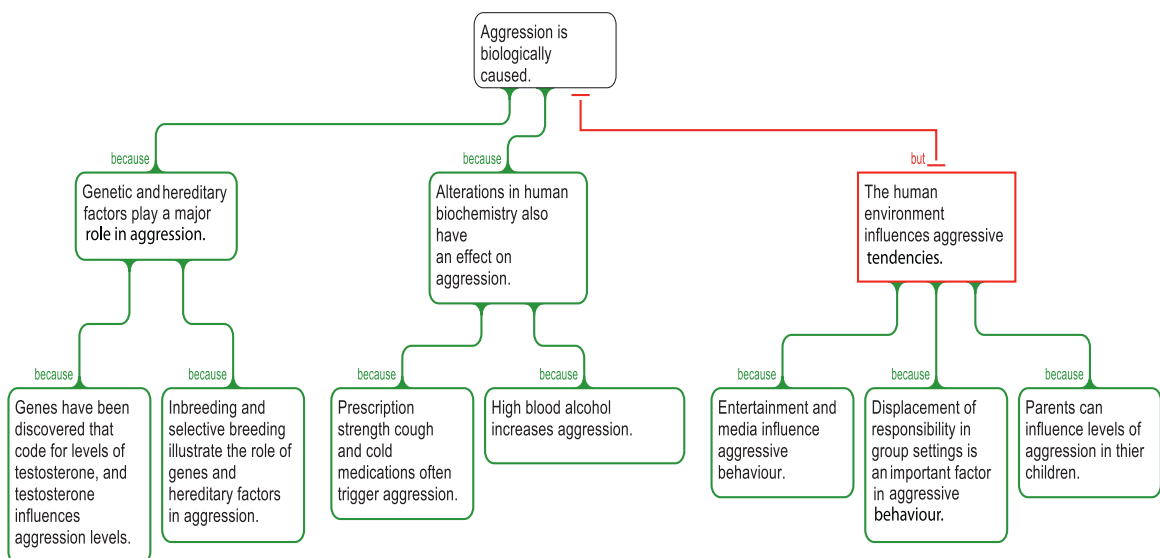 Aggression is
biologically
caused.
because
because
but
Genetic and hereditary
factors play a major
role in aggression.
Alterations in human
biochemistry also
have
an effect on
aggression.
The human
environment
influences aggressive
tendencies.
because
because
because
because
because
because
because
Genes have been
discovered that
code for levels of
testosterone, and
testosterone
influences
aggression levels.
Inbreeding and
selective breeding
illustrate the role of
genes and
hereditary factors
in aggression.
Prescription
strength cough
and cold
medications often
trigger aggression.
High blood alcohol
increases aggression.
Entertainment and
media influence
aggressive
behaviour.
Displacement of
responsibility in
group settings is
an important factor
in aggressive
behaviour.
Parents can
influence levels of
aggression in thier
children.